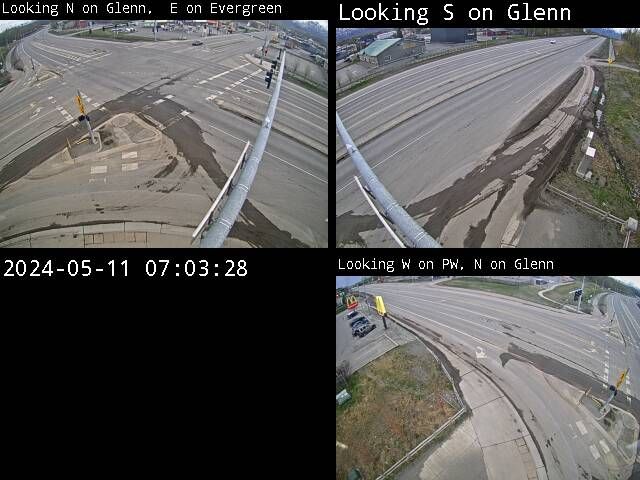 Looking N on Glenn,  E on Evergreen
Looking S on Glenn
2024-05-11 07:03:28
Looking W on PW, N on Glenn